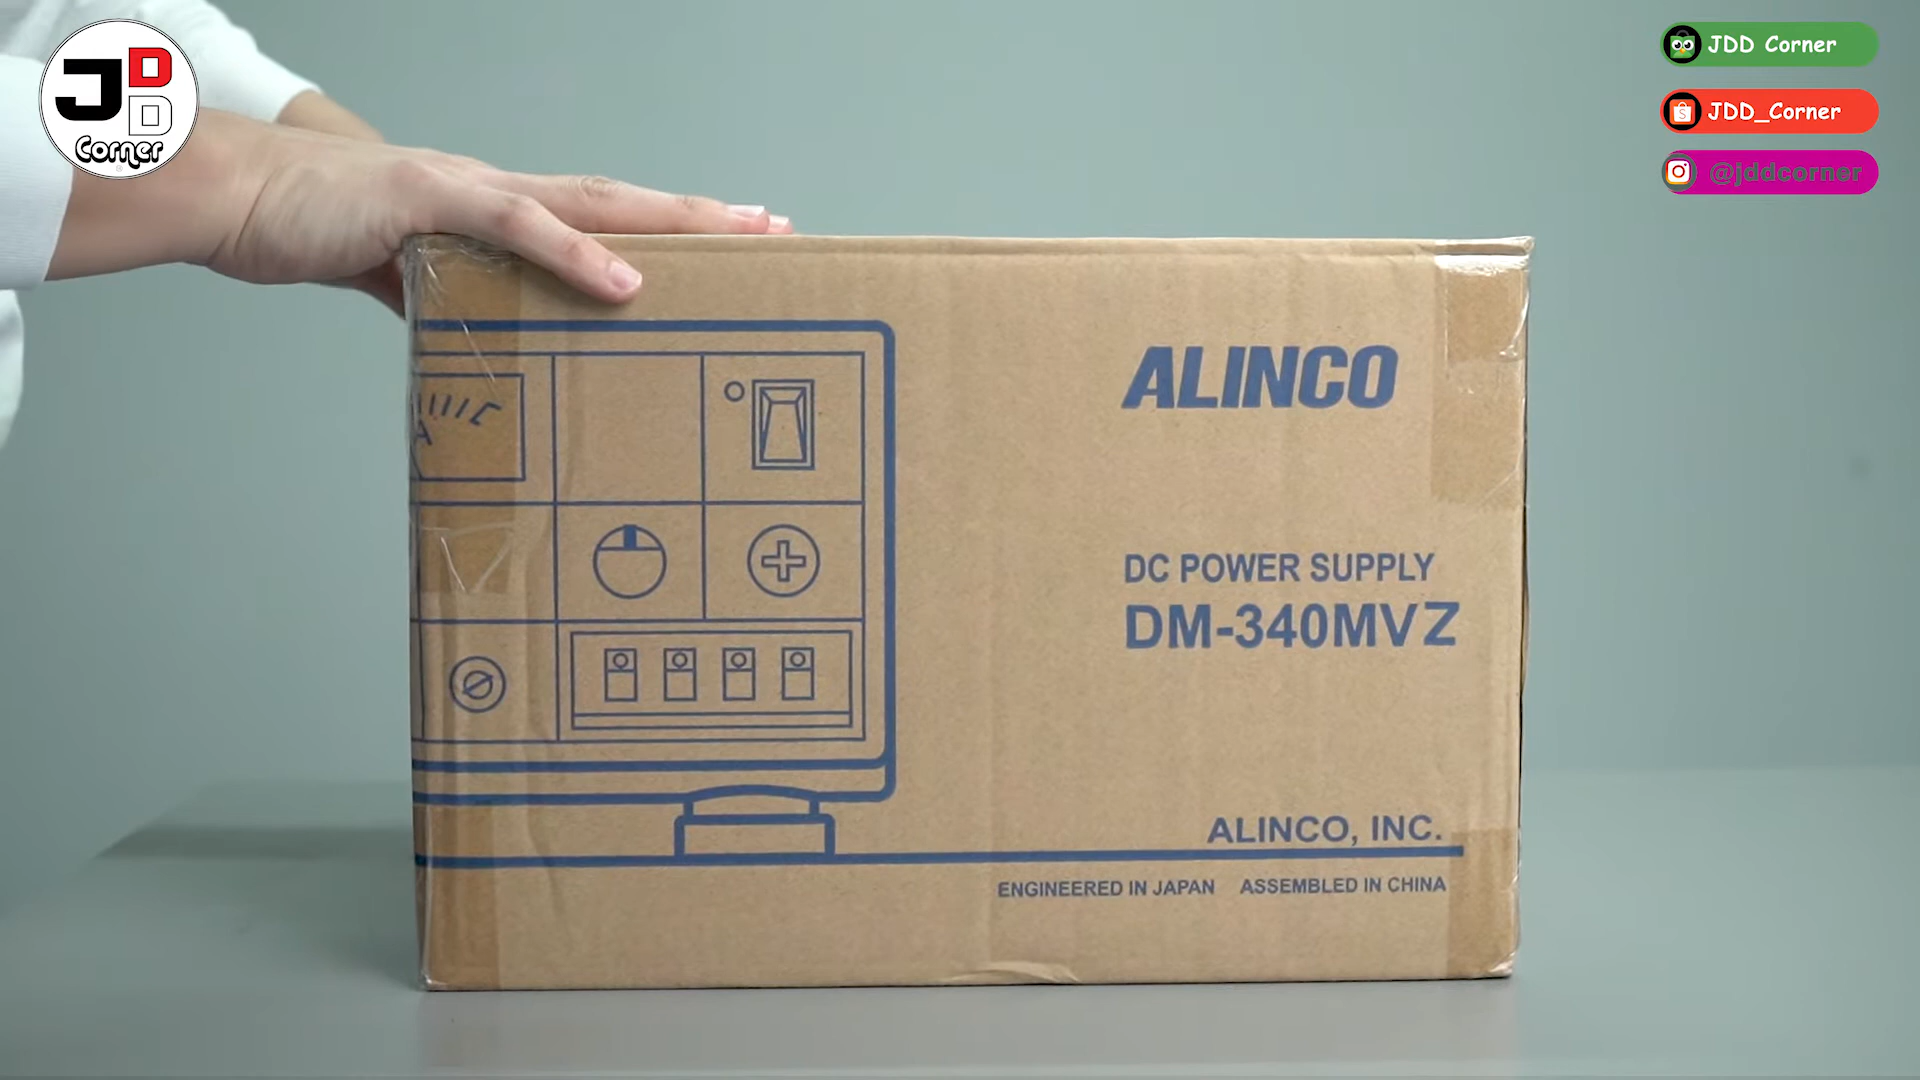 JDD
Corner
JDD Corner
JDD_Corner
@jddcorner
A
ALINCO
DC POWER SUPPLY
DM-340MVZ
ALINCO, INC.
ENGINEERED IN JAPAN ASSEMBLED IN CHINA